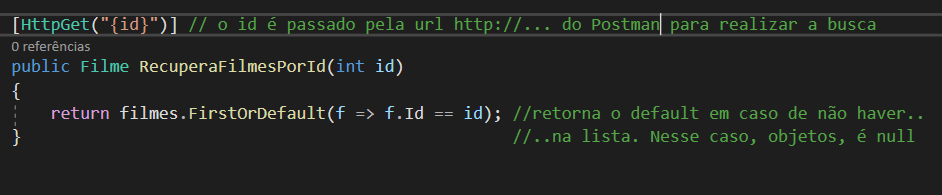 [HttpGet("{id}")] // o id é passado pela url http://... do Postman para realizar a busca
0 referências
public Filme RecuperaFilmesPorId(int id)
{
return filmes.FirstOrDefault(f => f.Id == id); //retorna o default em caso de não haver..
} //..na lista. Nesse caso, objetos, é null